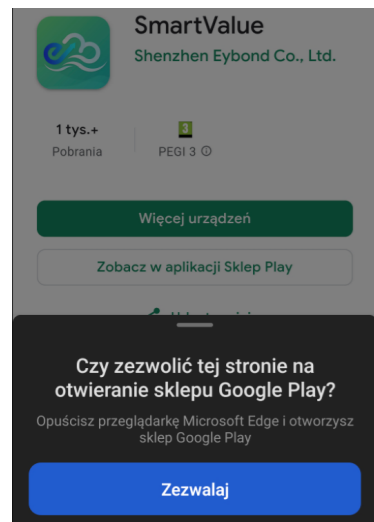 SmartValue
Shenzhen Eybond Co., Ltd.
1 tys.+
3
Pobrania
PEGI 3
Więcej urządzeń
Zobacz w aplikacji Sklep Play
Czy zezwolić tej stronie na
otwieranie sklepu Google Play?
Opuścisz przeglądarkę Microsoft Edge i otworzysz
sklep Google Play
Zezwalaj